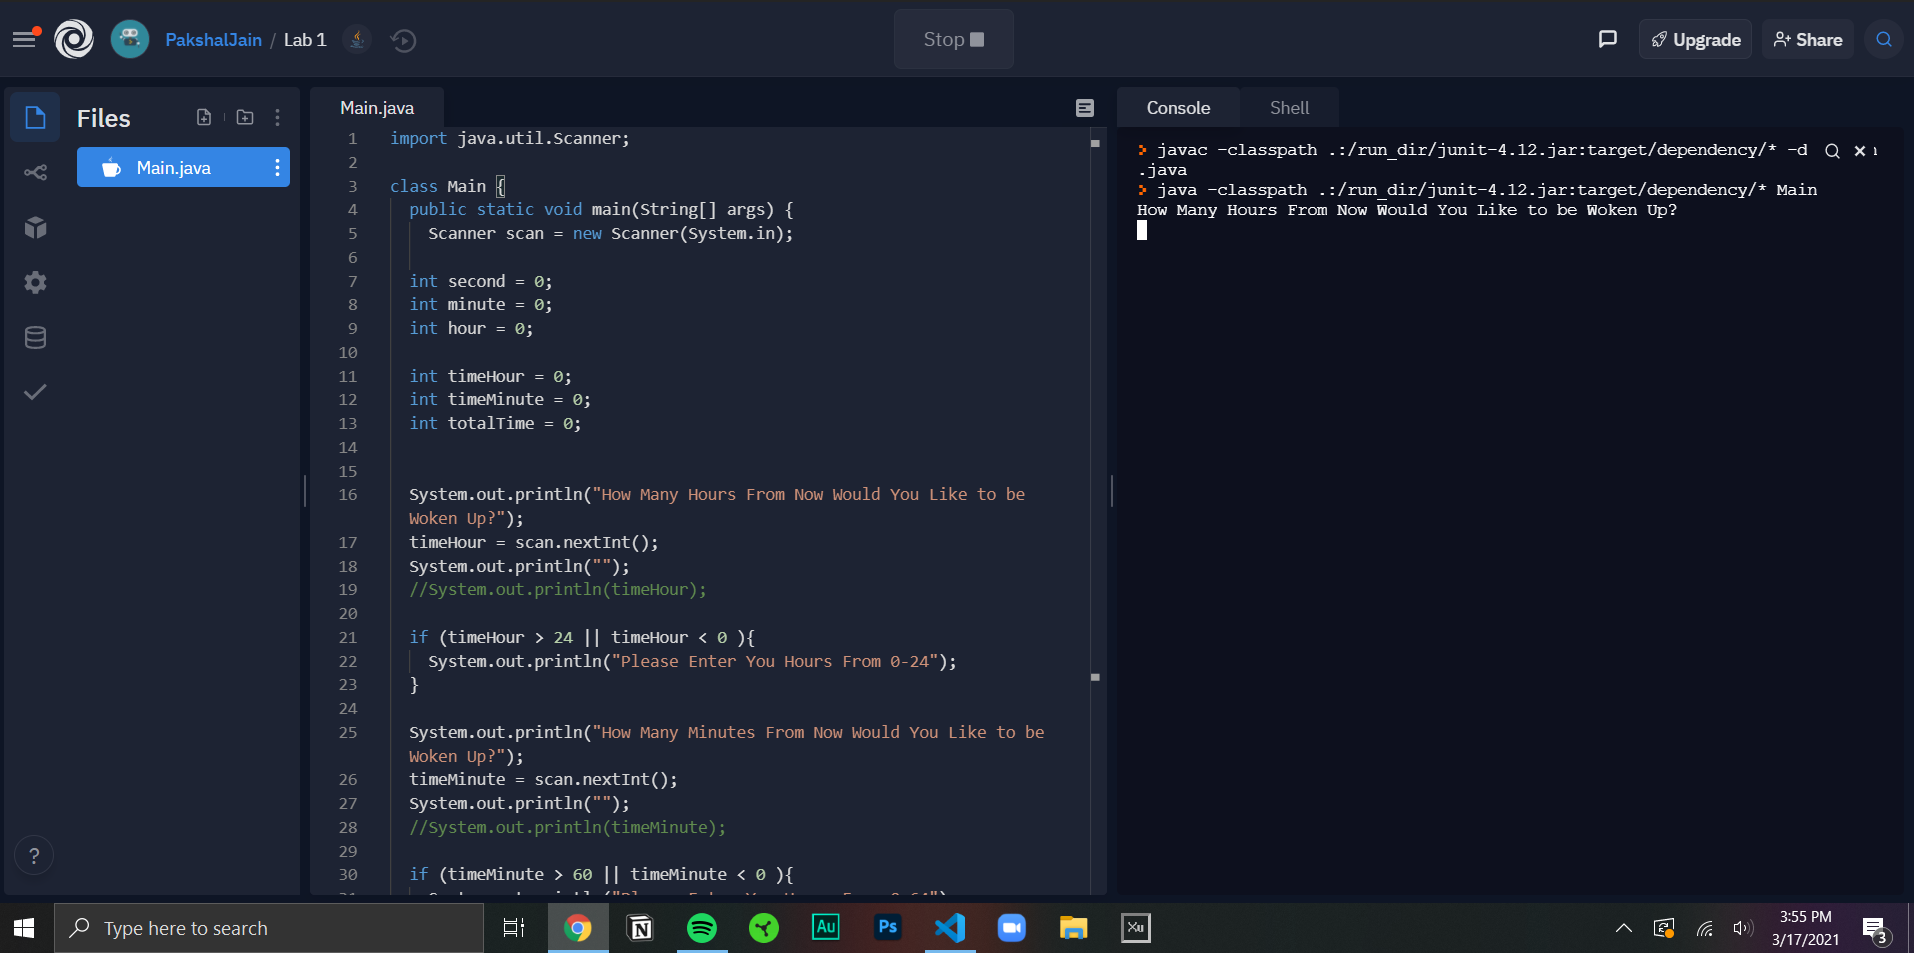 PakshalJain / Lab 1
Stop
Upgrade
Share
Files
Main.java
Main.java
1 import java.util.Scanner;
2
3 class Main {
4 public static void main(String[] args) {
5 Scanner scan = new Scanner(System.in);
6
7 int second = 0;
8 int minute = 0;
9 int hour = 0;
10
11 int timeHour = 0;
12 int timeMinute = 0;
13 int totalTime = 0;
14
15
16 System.out.println("How Many Hours From Now Would You Like to be
Woken Up?");
17 timeHour = scan.nextInt();
18 System.out.println("");
19 //System.out.println(timeHour);
20
21 if (timeHour > 24 || timeHour < 0 ){
22 System.out.println("Please Enter You Hours From 0-24");
23 }
24
25 System.out.println("How Many Minutes From Now Would You Like to be
Woken Up?");
26 timeMinute = scan.nextInt();
27 System.out.println("");
28 //System.out.println(timeMinute);
29
30 if (timeMinute > 60 || timeMinute < 0 ){
Console
Shell
javac -classpath .:/run_dir/junit-4.12.jar:target/dependency/* -d
.java
java -classpath .:/run_dir/junit-4.12.jar:target/dependency/* Main
How Many Hours From Now Would You Like to be Woken Up?
?
Type here to search
N
Au
Ps
Xu
3:55 PM
3/17/2021
3